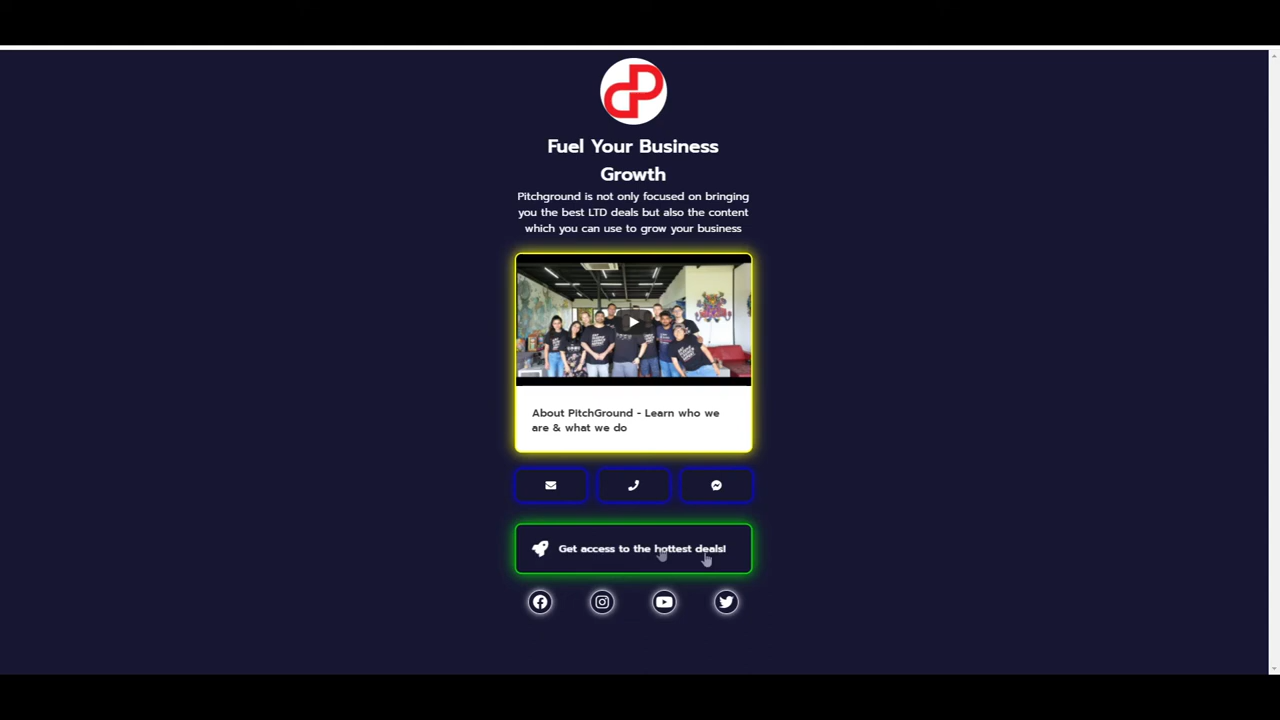 Fuel Your Business
Growth
Pitchground is not only focused on bringing
you the best LTD deals but also the content
which you can use to grow your business
About PitchGround - Learn who we
are & what we do
Get access to the hottest deals!